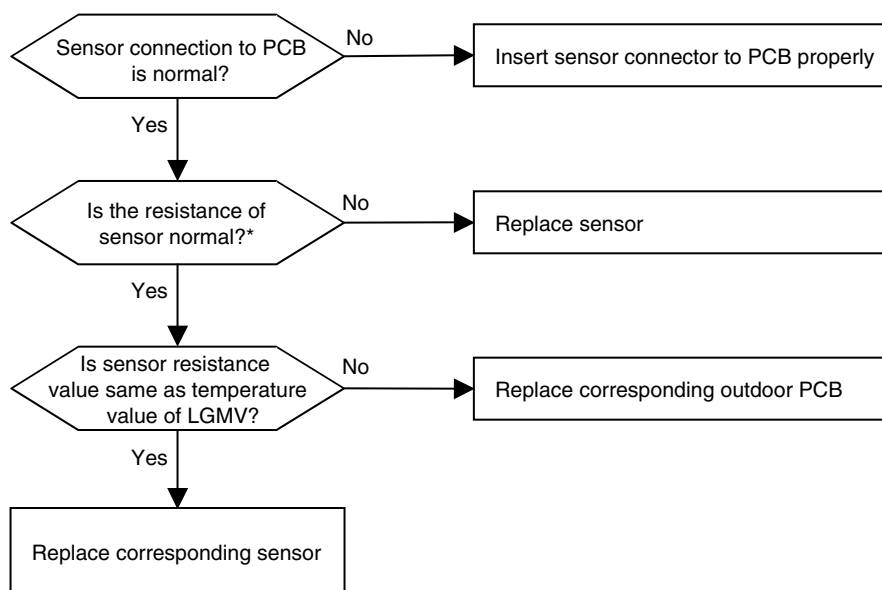 Sensor connection to PCB
is normal?
No
Insert sensor connector to PCB properly
Yes
Is the resistance of
sensor normal?*
No
Replace sensor
Yes
Is sensor resistance
value same as temperature
value of LGMV?
No
Replace corresponding outdoor PCB
Yes
Replace corresponding sensor